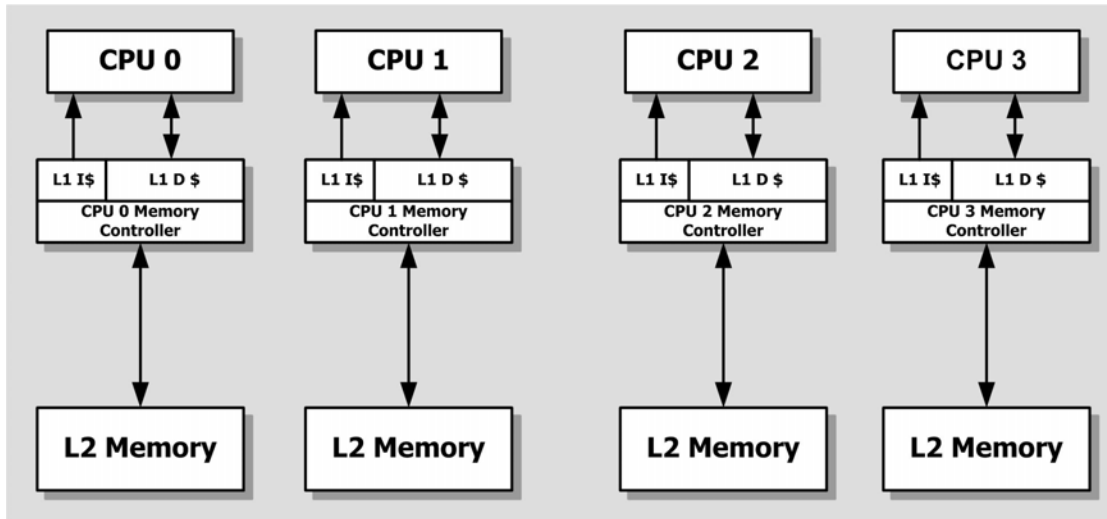 CPU 0
CPU 1
CPU 2
CPU 3
L1 I$
L1 D $
L1 I$
L1 D $
L1 I$
L1 D $
L1 I$
L1 D $
CPU 0 Memory
Controller
CPU 1 Memory
Controller
CPU 2 Memory
Controller
CPU 3 Memory
Controller
L2 Memory
L2 Memory
L2 Memory
L2 Memory